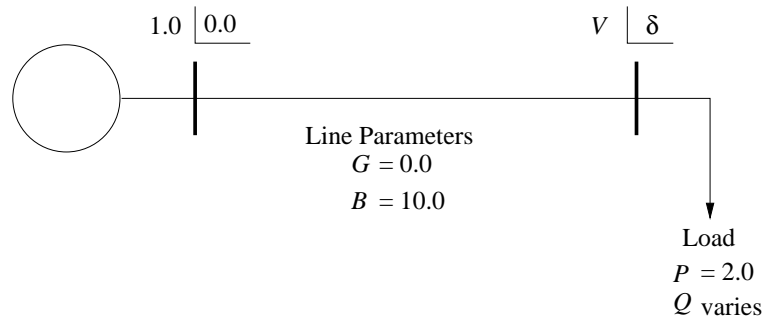 1.0 0.0
V δ
Line Parameters
G = 0.0
B = 10.0
Load
P = 2.0
Q varies